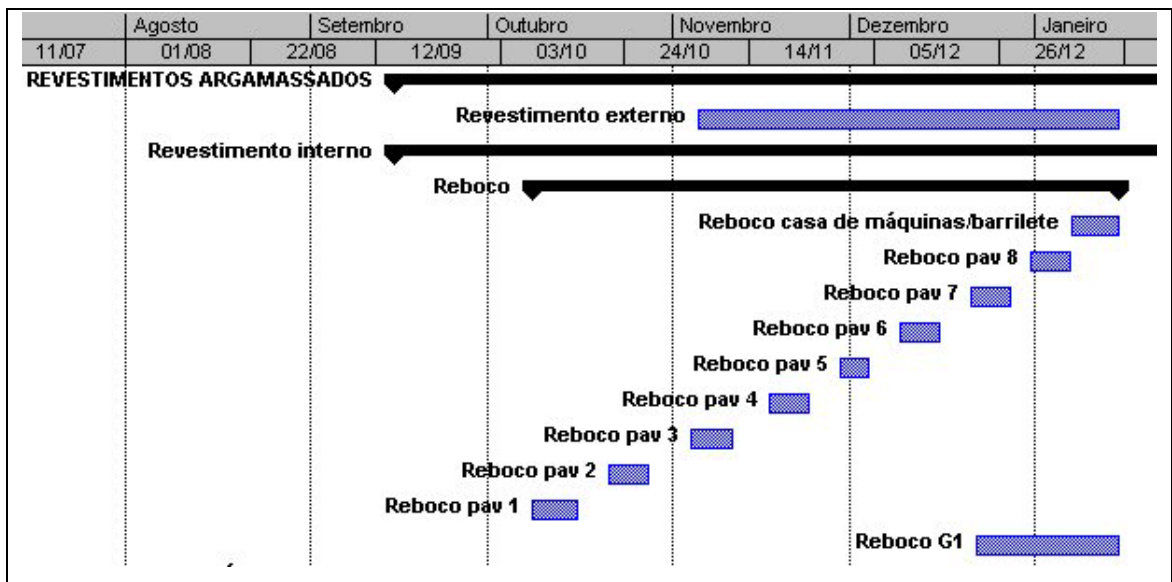 Agosto Setembro Outubro Novembro Dezembro Janeiro
11/07 01/08 22/08 12/09 03/10 24/10 14/11 05/12 26/12
REVESTIMENTOS ARGAMASSADOS
Revestimento externo
Revestimento interno
Reboco
Reboco casa de máquinas/barrilete
Reboco pav 8
Reboco pav 7
Reboco pav 6
Reboco pav 5
Reboco pav 4
Reboco pav 3
Reboco pav 2
Reboco pav 1
Reboco G1